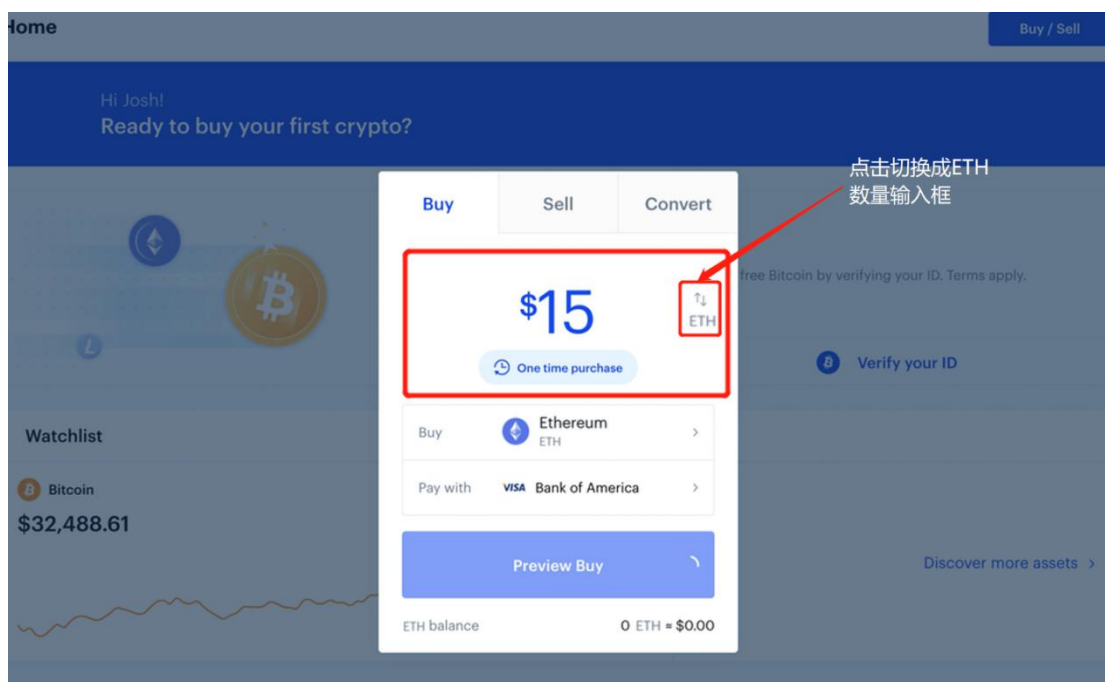 Home
Buy / Sell
Hi Josh!
Ready to buy your first crypto?
点击切换成ETH
数量输入框
Buy
Sell
Convert
free Bitcoin by verifying your ID. Terms apply.
$15
ETH
One time purchase
Verify your ID
Buy
Ethereum
ETH
Watchlist
Pay with
VISA
Bank of America
Bitcoin
$32,488.61
Preview Buy
Discover more assets
ETH balance
0 ETH = $0.00